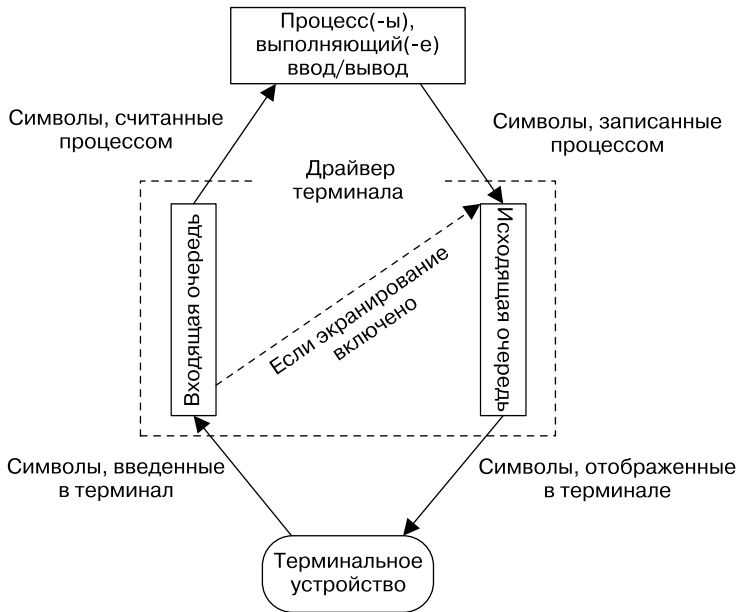 Процесс(-ы),
выполняющий(-е)
ввод/вывод
Символы, считанные
процессом
Символы, записанные
процессом
Драйвер
терминала
Входящая очередь
Если экранирование
включено
Исходящая очередь
Символы, введенные
в терминал
Символы, отображенные
в терминале
Терминальное
устройство